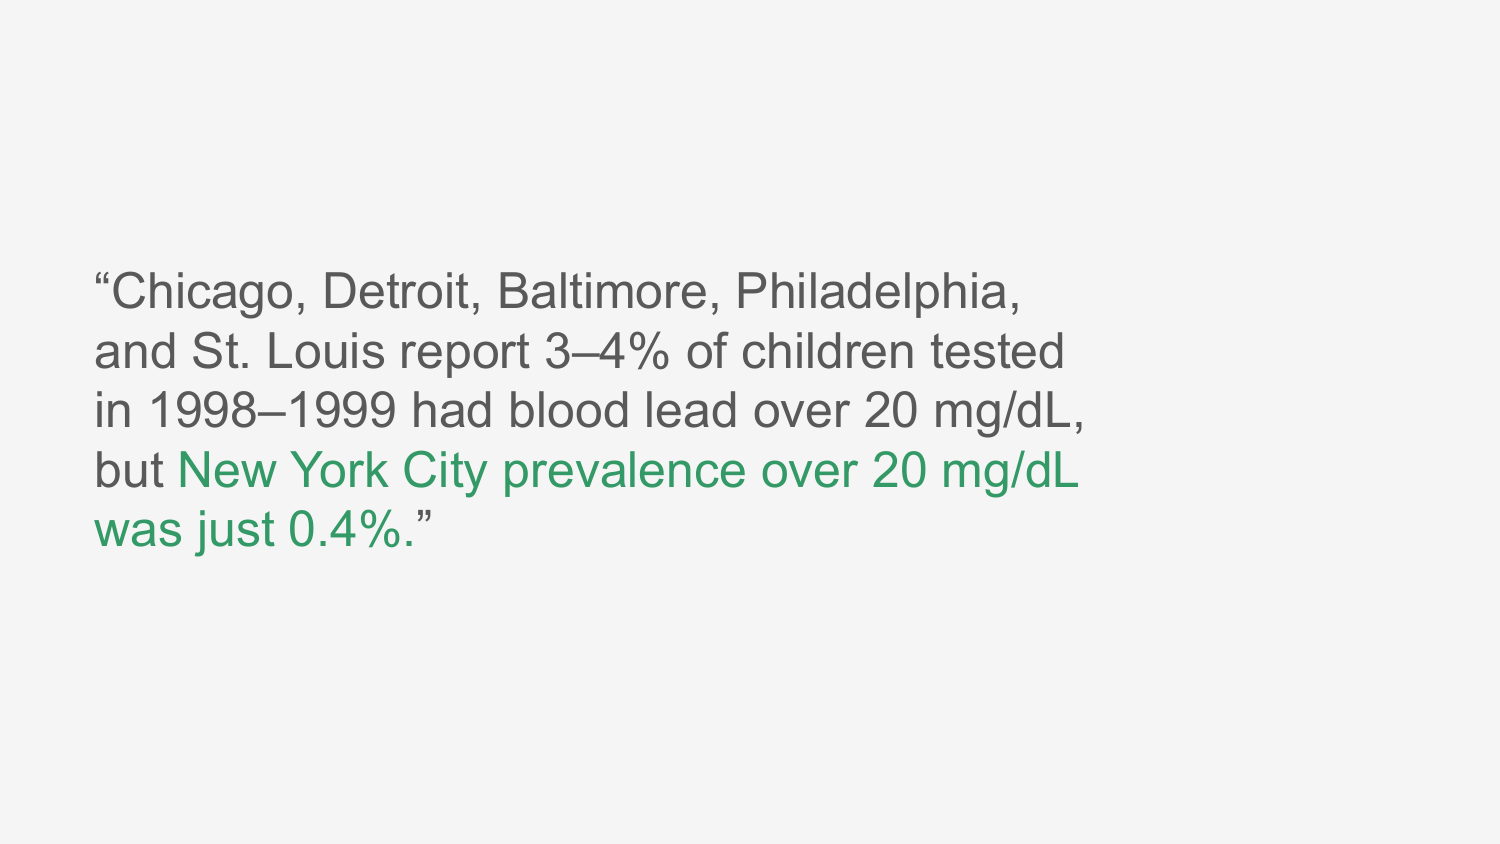 “Chicago, Detroit, Baltimore, Philadelphia,
and St. Louis report 3–4% of children tested
in 1998–1999 had blood lead over 20 mg/dL,
but New York City prevalence over 20 mg/dL
was just 0.4%.”